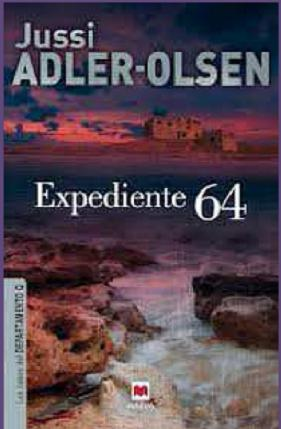 Jussi
ADLER-OLSEN
Expediente 64
Los casos del DEPARTAMENTO Q